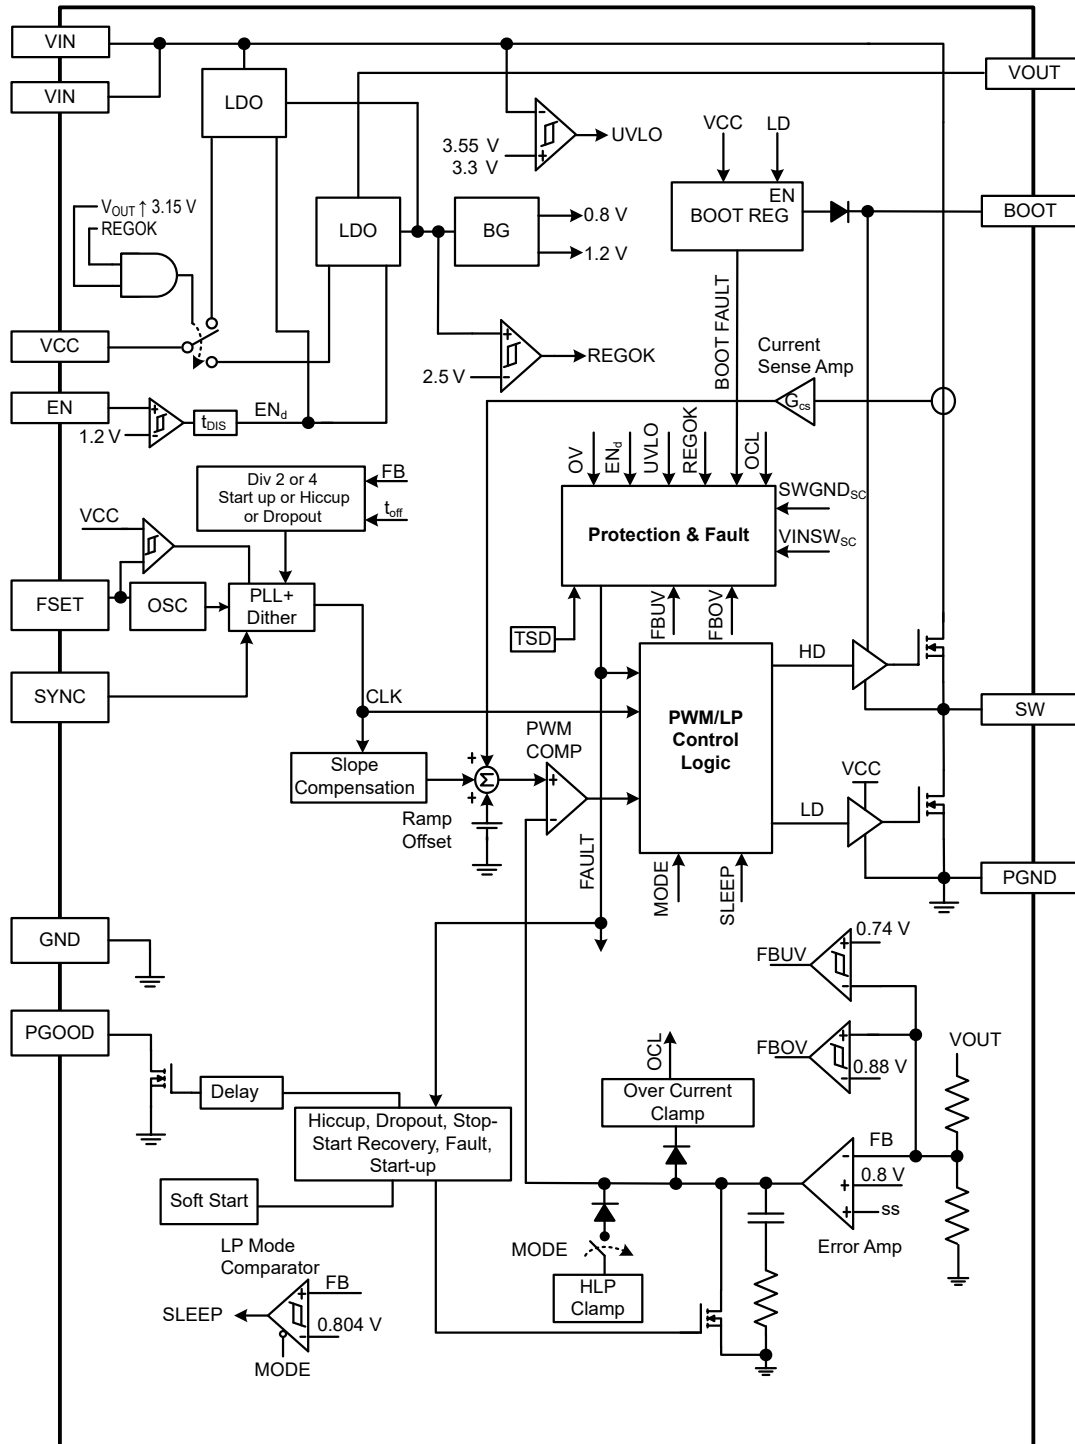 VIN
VIN
LDO
VOUT
VCC
LD
UVLO
3.55 V
3.3 V
EN
BOOT REG
BOOT
VOUT ↑ 3.15 V
REGOK
LDO
BG
0.8 V
1.2 V
BOOT FAULT
VCC
REGOK
2.5 V
Current
Sense Amp
Gcs
EN
1.2 V
tDIS
ENd
OV
ENd
UVLO
REGOK
OCL
Div 2 or 4
Start up or Hiccup
or Dropout
FB
toff
SWGNDSC
Protection & Fault
VINSWSC
VCC
FSET
OSC
PLL+
Dither
TSD
FBUV
FBOV
HD
SYNC
CLK
SW
PWM
COMP
PWM/LP
Control
Logic
Slope
Compensation
+
Σ
+
+
-
VCC
LD
Ramp
Offset
FAULT
MODE
SLEEP
PGND
GND
FBUV
0.74 V
PGOOD
FBOV
0.88 V
VOUT
OCL
Delay
Over Current
Clamp
Hiccup, Dropout, Stop-
Start Recovery, Fault,
Start-up
FB
0.8 V
ss
Soft Start
Error Amp
LP Mode
Comparator
MODE
HLP
Clamp
FB
SLEEP
0.804 V
MODE